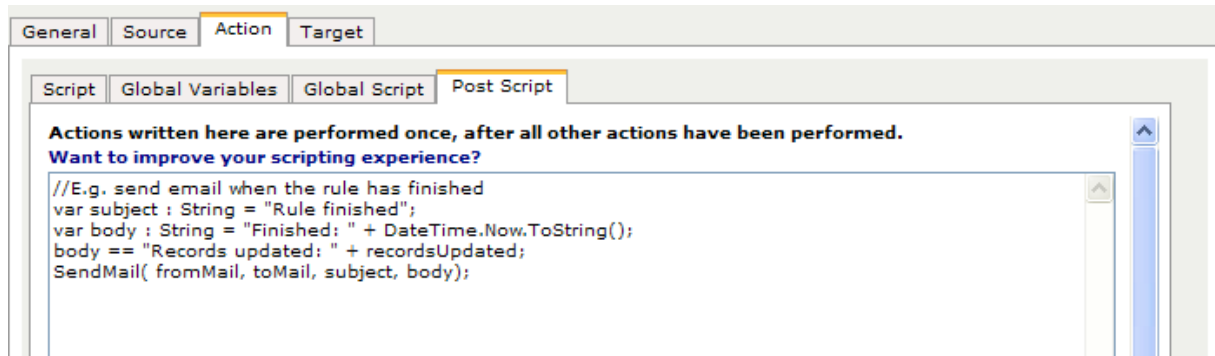 General Source Action Target
Script Global Variables Global Script Post Script
Actions written here are performed once, after all other actions have been performed.
Want to improve your scripting experience?
//E.g. send email when the rule has finished
var subject : String = "Rule finished";
var body : String = "Finished: " + DateTime.Now.ToString();
body == "Records updated: " + recordsUpdated;
SendMail( fromMail, toMail, subject, body);